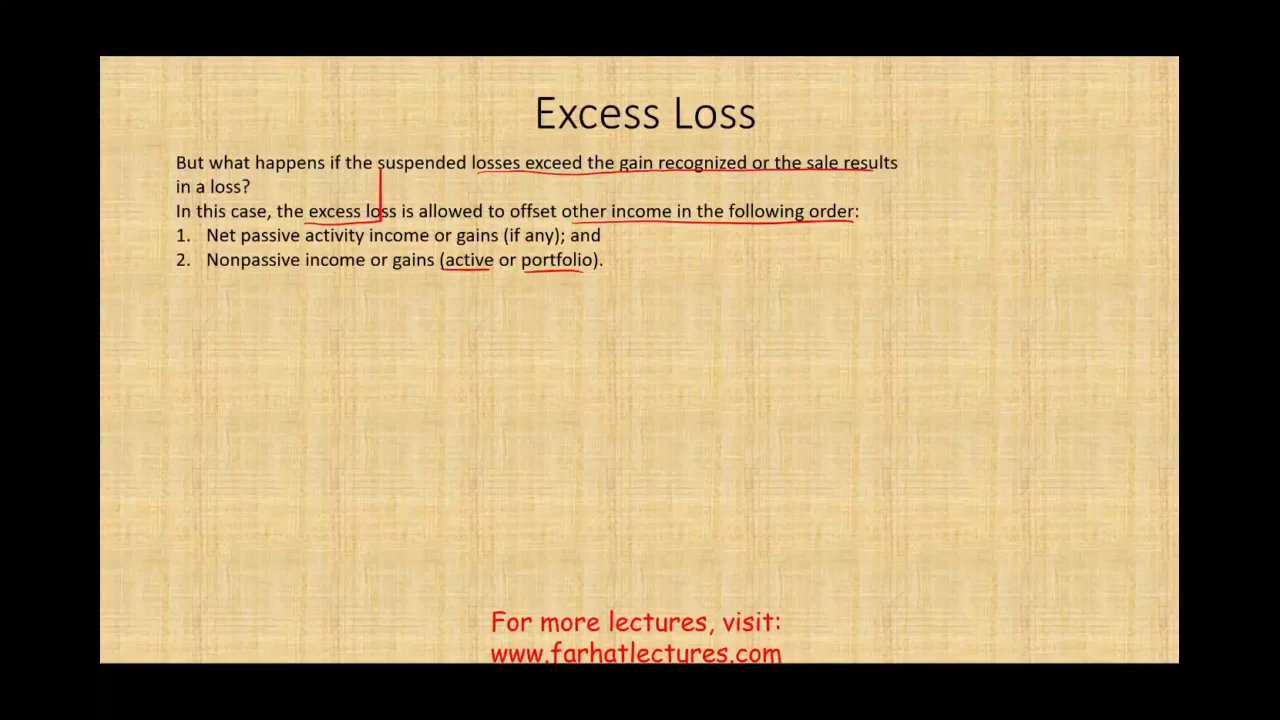 Excess Loss
But what happens if the suspended losses exceed the gain recognized or the sale results
in a loss?
In this case, the excess loss is allowed to offset other income in the following order:
1. Net passive activity income or gains (if any); and
2. Nonpassive income or gains (active or portfolio).
For more lectures, visit:
www.farhatlectures.com